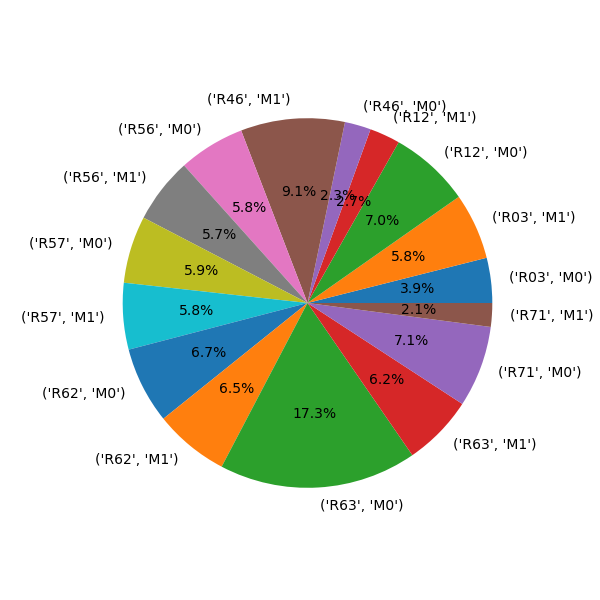 ('R46', 'M1')
('R46', 'M0')
('R12', 'M1')
('R56', 'M0')
('R12', 'M0')
('R56', 'M1')
('R03', 'M1')
('R57', 'M0')
('R03', 'M0')
('R57', 'M1')
('R71', 'M1')
('R62', 'M0')
('R71', 'M0')
('R62', 'M1')
('R63', 'M1')
('R63', 'M0')
9.1%
2.3%
2.7%
5.8%
7.0%
5.7%
5.8%
5.9%
3.9%
5.8%
2.1%
6.7%
7.1%
6.5%
6.2%
17.3%